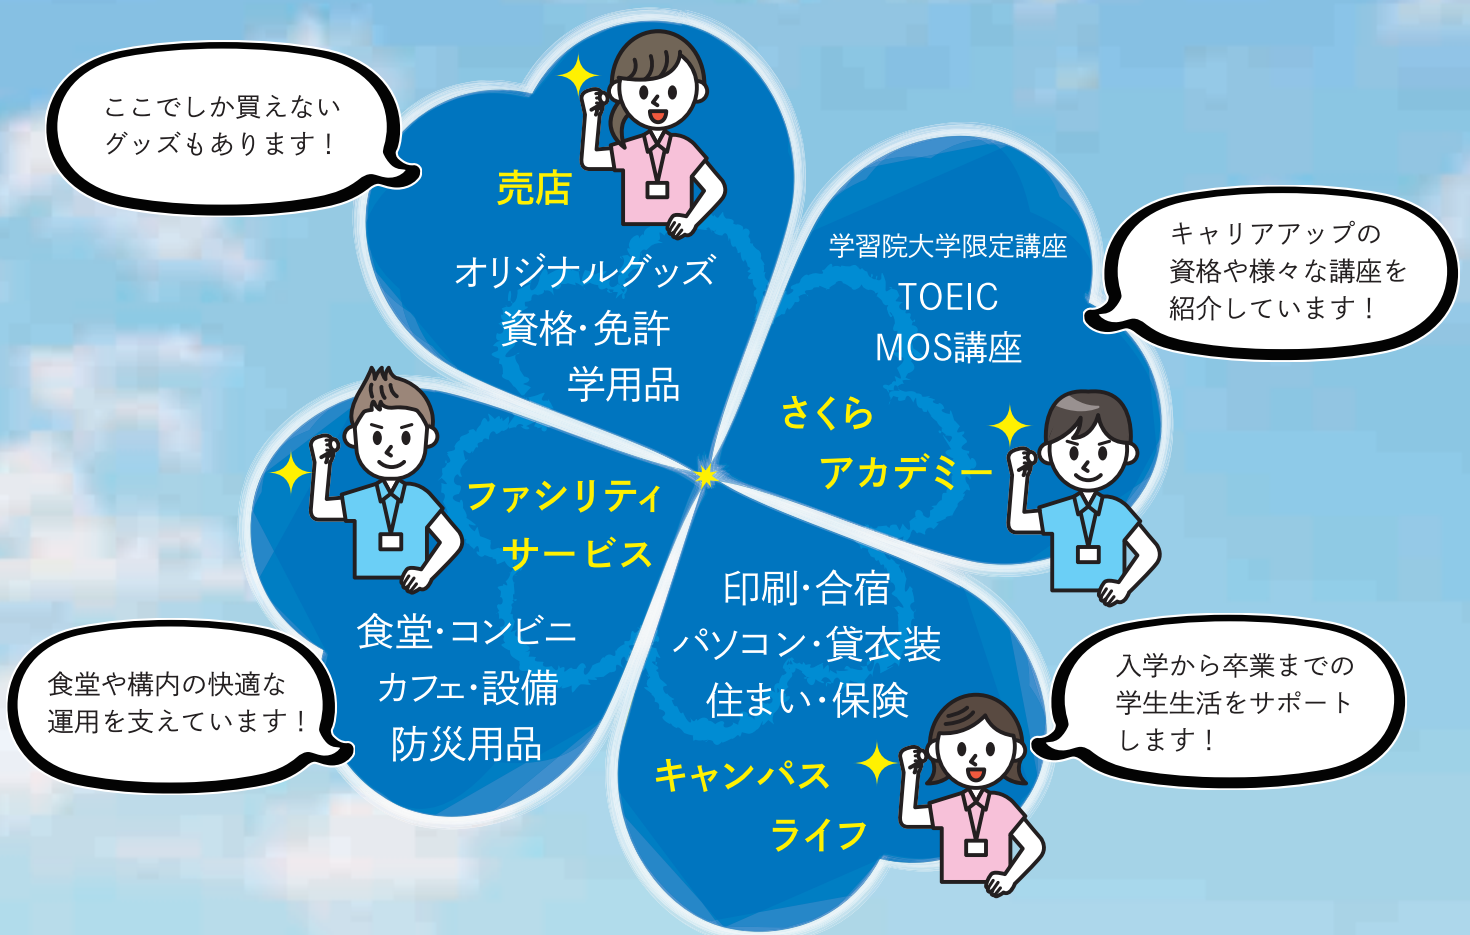 ここでしか買えない
グッズもあります！
売店
オリジナルグッズ
資格・免許
学用品
学習院大学限定講座
TOEIC
MOS講座
さくら
アカデミー
キャリアアップの
資格や様々な講座を
紹介しています！
ファシリティ
サービス
食堂・コンビニ
カフェ・設備
防災用品
食堂や構内の快適な
運用を支えています！
印刷・合宿
パソコン・貸衣装
住まい・保険
キャンパス
ライフ
入学から卒業までの
学生生活をサポート
します！